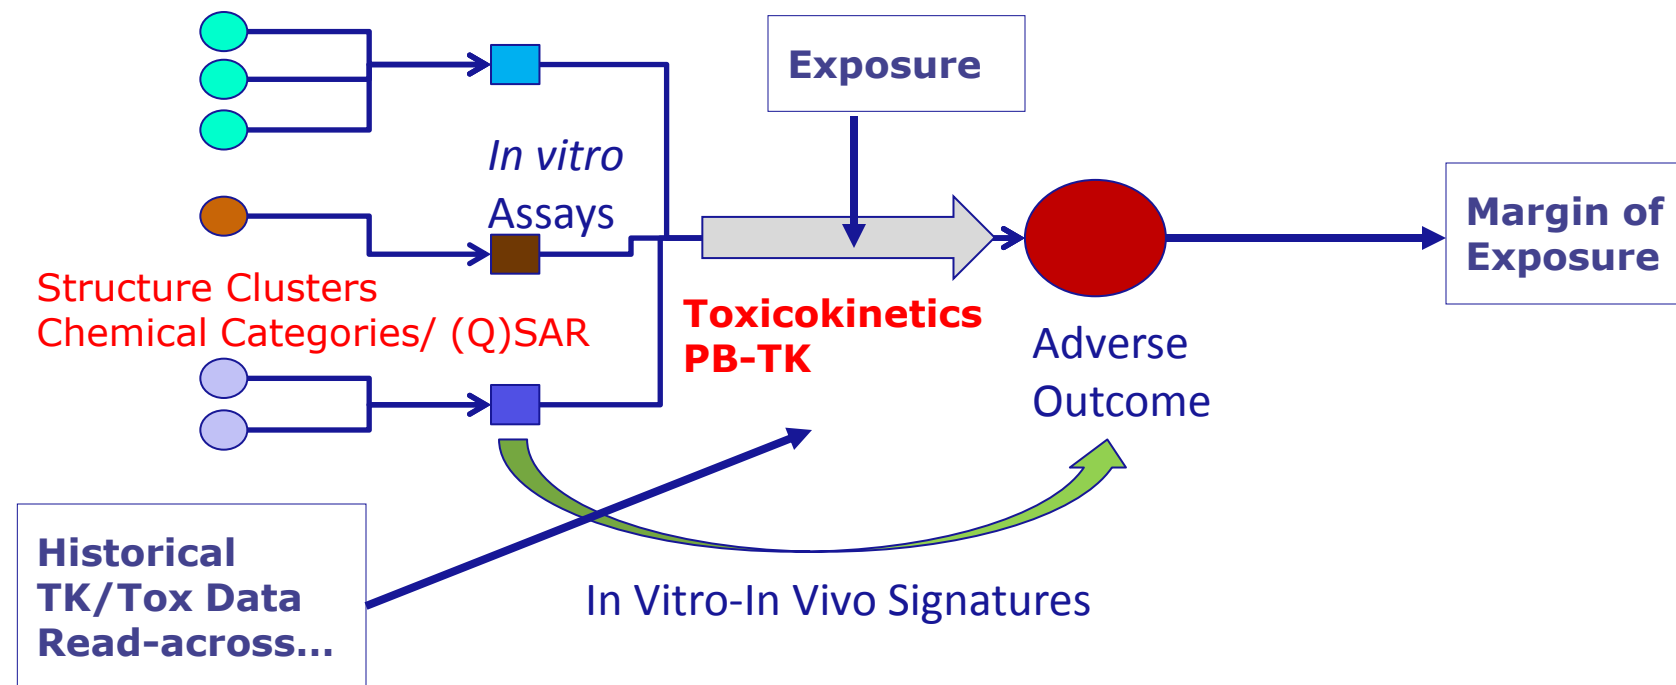 Exposure
In vitro
Assays
Margin of
Exposure
Structure Clusters
Chemical Categories/ (Q)SAR
Toxicokinetics
PB-TK
Adverse
Outcome
Historical
TK/Tox Data
Read-across...
In Vitro-In Vivo Signatures